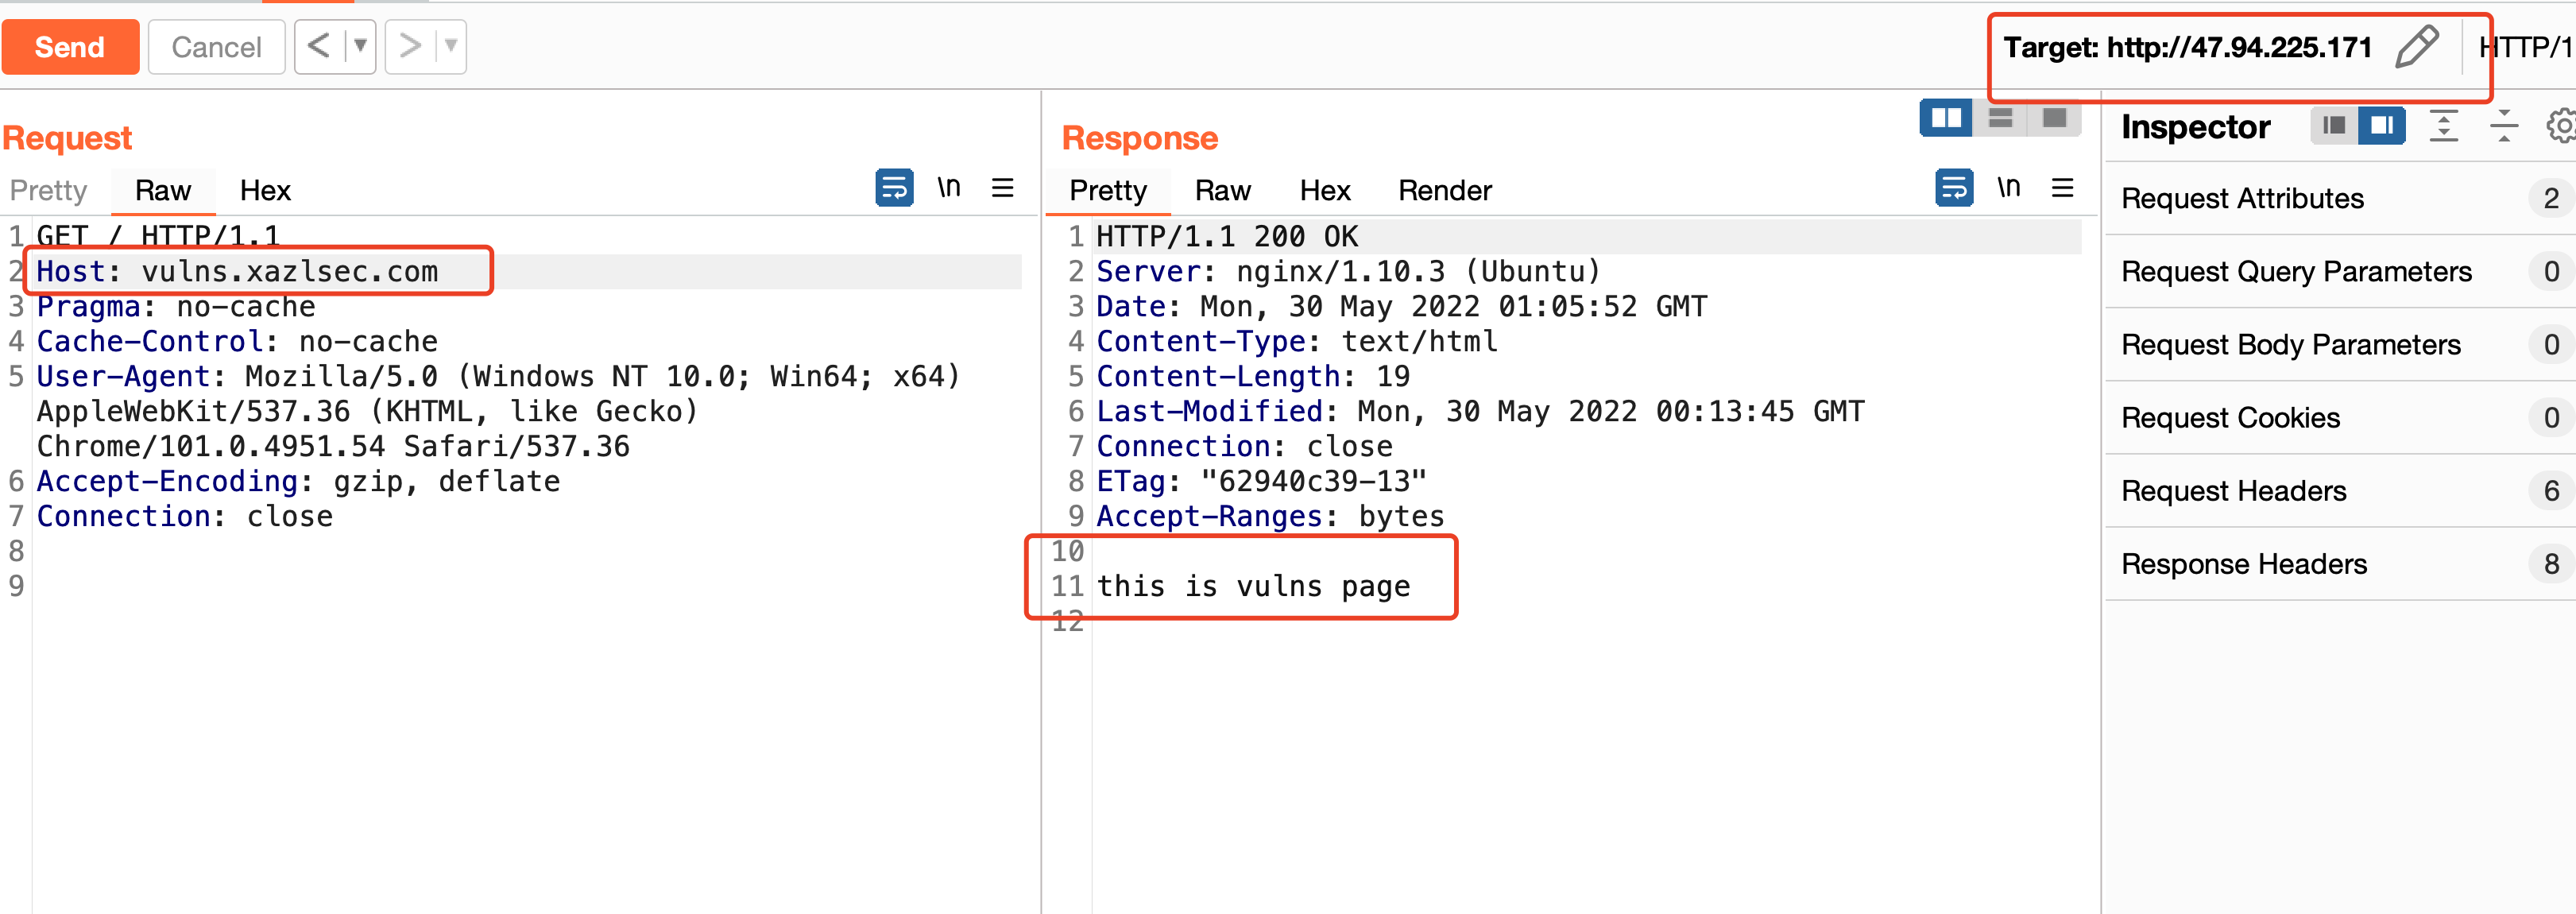 Send Cancel < > Target: http://47.94.225.171 HTTP/1
Request
Pretty Raw Hex \n
1 GET / HTTP/1.1
2 Host: vulns.xazlsec.com
3 Pragma: no-cache
4 Cache-Control: no-cache
5 User-Agent: Mozilla/5.0 (Windows NT 10.0; Win64; x64)
AppleWebKit/537.36 (KHTML, like Gecko)
Chrome/101.0.4951.54 Safari/537.36
6 Accept-Encoding: gzip, deflate
7 Connection: close
8
9
Response
Pretty Raw Hex Render \n
1 HTTP/1.1 200 OK
2 Server: nginx/1.10.3 (Ubuntu)
3 Date: Mon, 30 May 2022 01:05:52 GMT
4 Content-Type: text/html
5 Content-Length: 19
6 Last-Modified: Mon, 30 May 2022 00:13:45 GMT
7 Connection: close
8 ETag: "62940c39-13"
9 Accept-Ranges: bytes
10
11 this is vulns page
12
Inspector
Request Attributes 2
Request Query Parameters 0
Request Body Parameters 0
Request Cookies 0
Request Headers 6
Response Headers 8